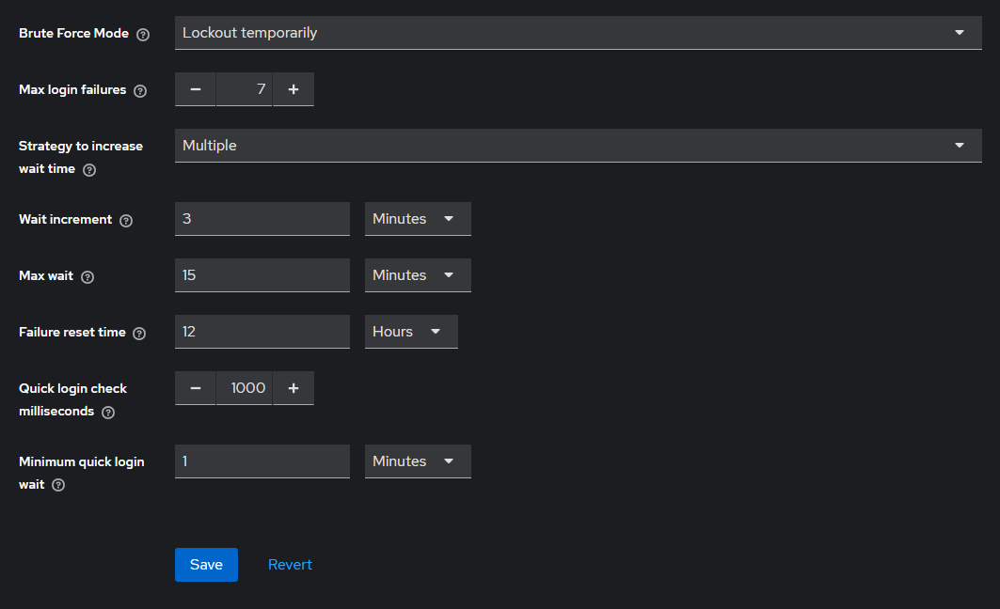 Brute Force Mode
Lockout temporarily
Max login failures
7
Strategy to increase
wait time
Multiple
Wait increment
3 Minutes
Max wait
15 Minutes
Failure reset time
12 Hours
Quick login check
milliseconds
1000
Minimum quick login
wait
1 Minutes
Save Revert